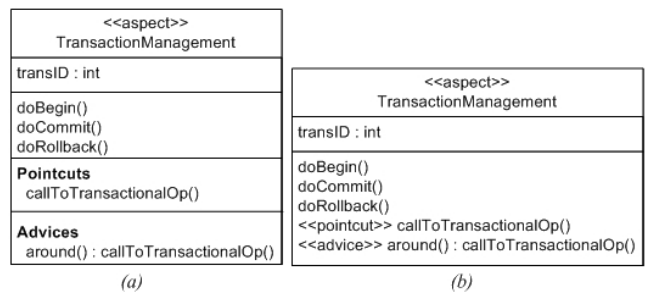 <<aspect>>
TransactionManagement
transID : int
doBegin()
doCommit()
doRollback()
Pointcuts
callToTransactionalOp()
Advices
around() : callToTransactionalOp()
(a)
<<aspect>>
TransactionManagement
transID : int
doBegin()
doCommit()
doRollback()
<<pointcut>> callToTransactionalOp()
<<advice>> around() : callToTransactionalOp()
(b)